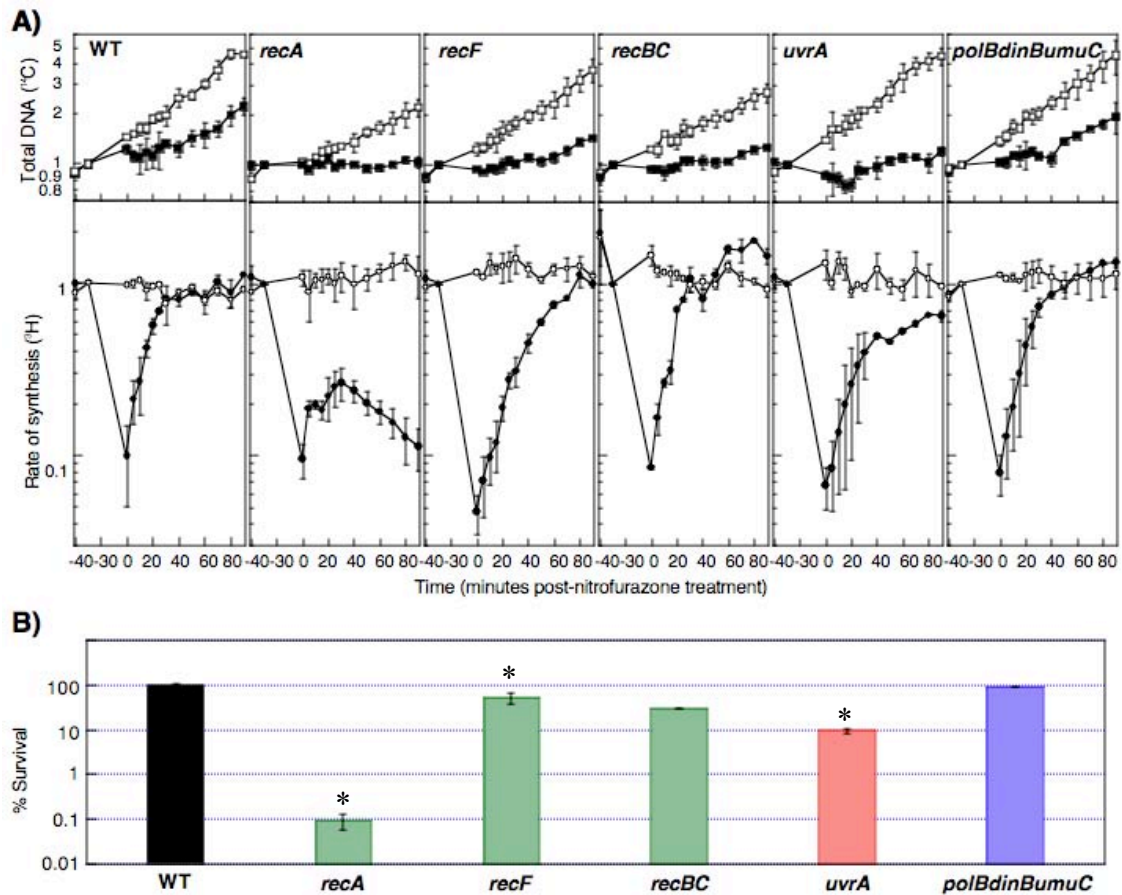 A)
WT
recA
recF
recBC
uvrA
polBdinBumuC
Total DNA (¹⁴C)
5
4
3
2
1
0.9
0.8
Rate of synthesis (³H)
1
0.1
-40-30 0 20 40 60 80 -40-30 0 20 40 60 80 -40-30 0 20 40 60 80 -40-30 0 20 40 60 80 -40-30 0 20 40 60 80 -40-30 0 20 40 60 80
Time (minutes post-nitrofurazone treatment)
B)
% Survival
100
10
1
0.1
0.01
*
*
*
WT recA recF recBC uvrA polBdinBumuC